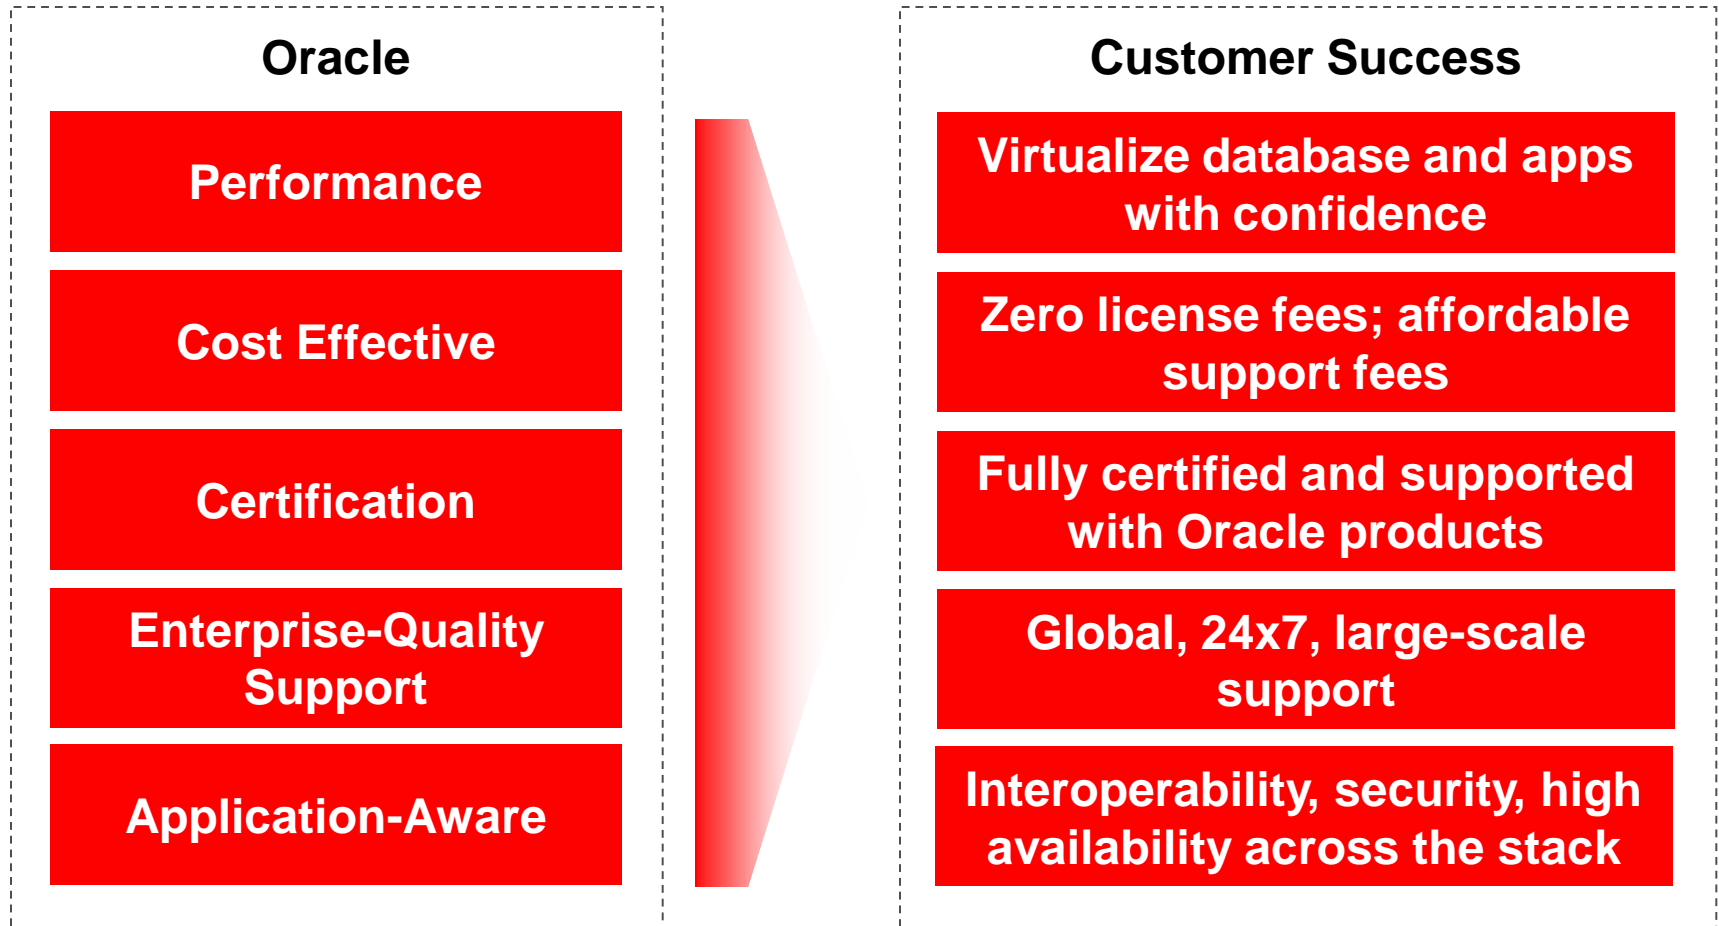 Oracle
Performance
Cost Effective
Certification
Enterprise-Quality
Support
Application-Aware
Customer Success
Virtualize database and apps
with confidence
Zero license fees; affordable
support fees
Fully certified and supported
with Oracle products
Global, 24x7, large-scale
support
Interoperability, security, high
availability across the stack